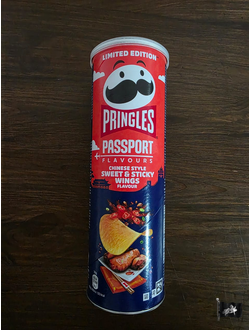 LIMITED EDITION
PRINGLES
PASSPORT
FLAVOURS
CHINESE STYLE
SWEET & STICKY
WINGS
FLAVOUR